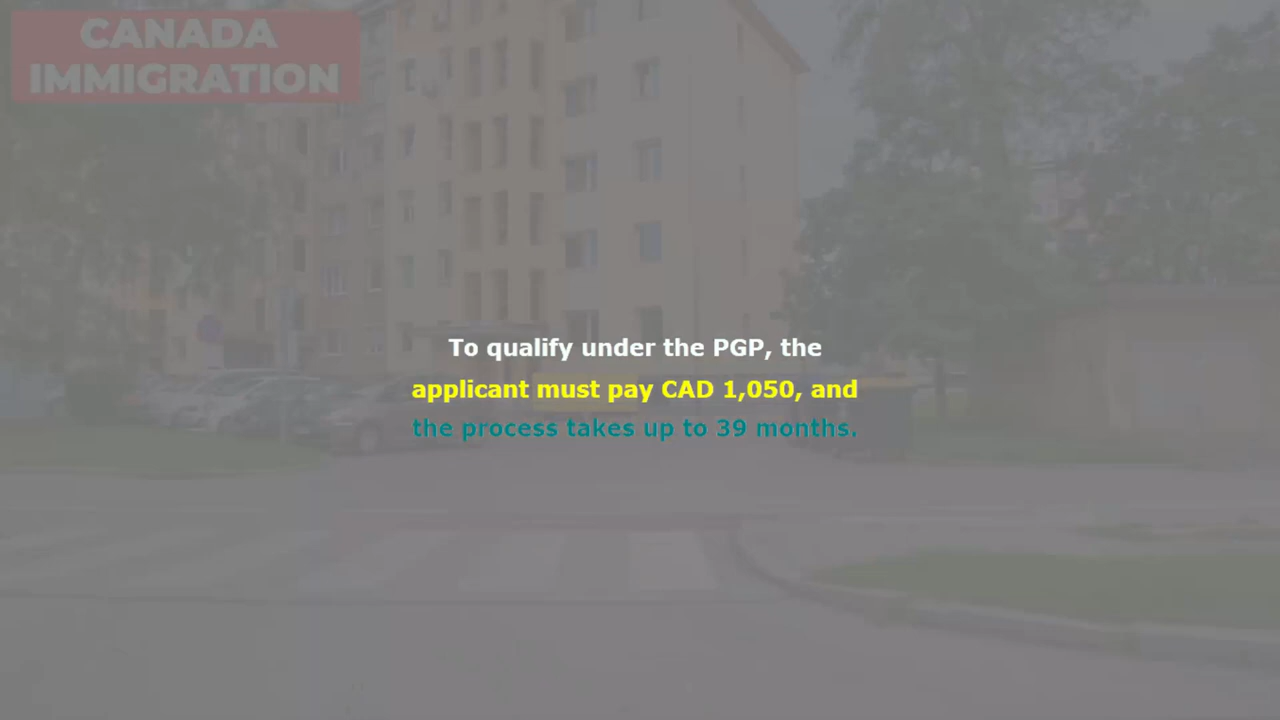 CANADA
IMMIGRATION
To qualify under the PGP, the
applicant must pay CAD 1,050, and
the process takes up to 39 months.